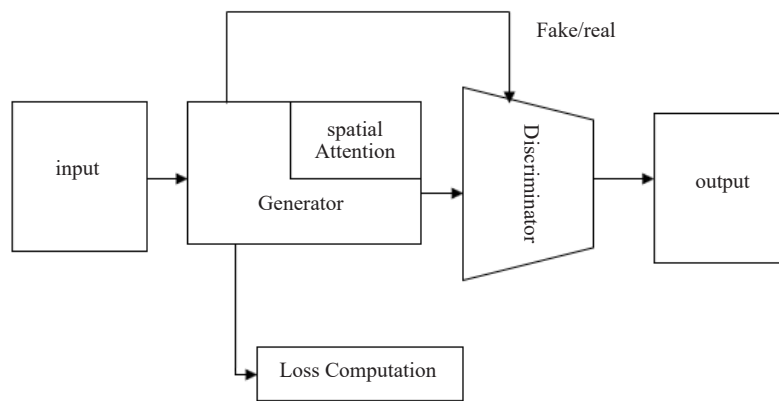 Fake/real
spatial
Attention
input
Generator
Discriminator
output
Loss Computation